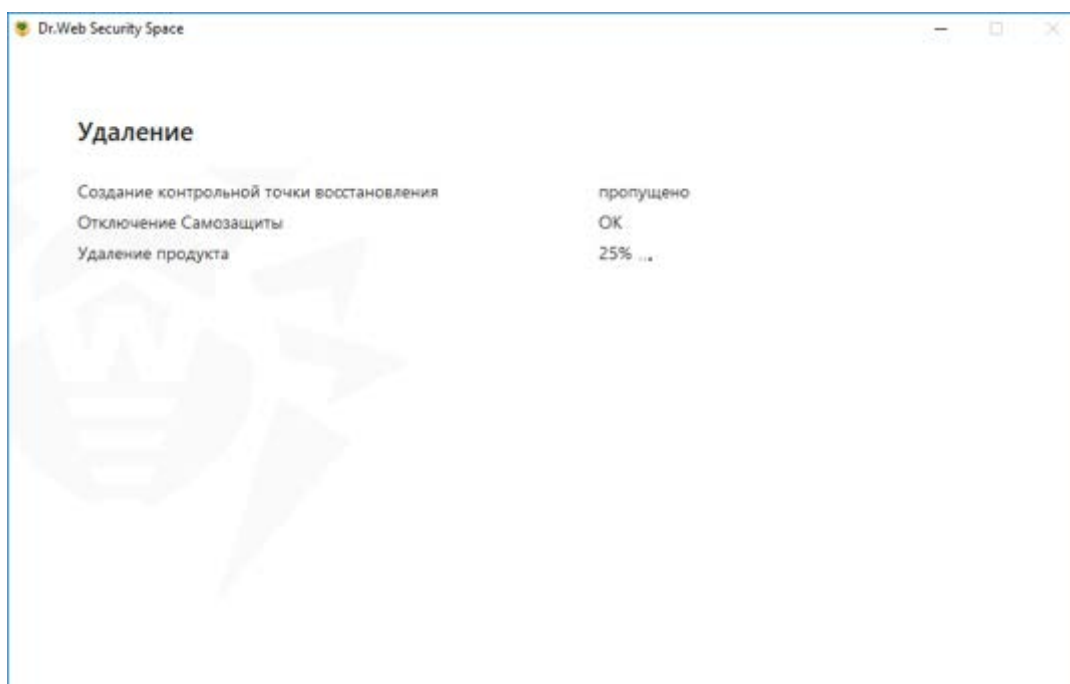 Dr.Web Security Space
Удаление
Создание контрольной точки восстановления пропущено
Отключение Самозащиты OK
Удаление продукта 25% ...